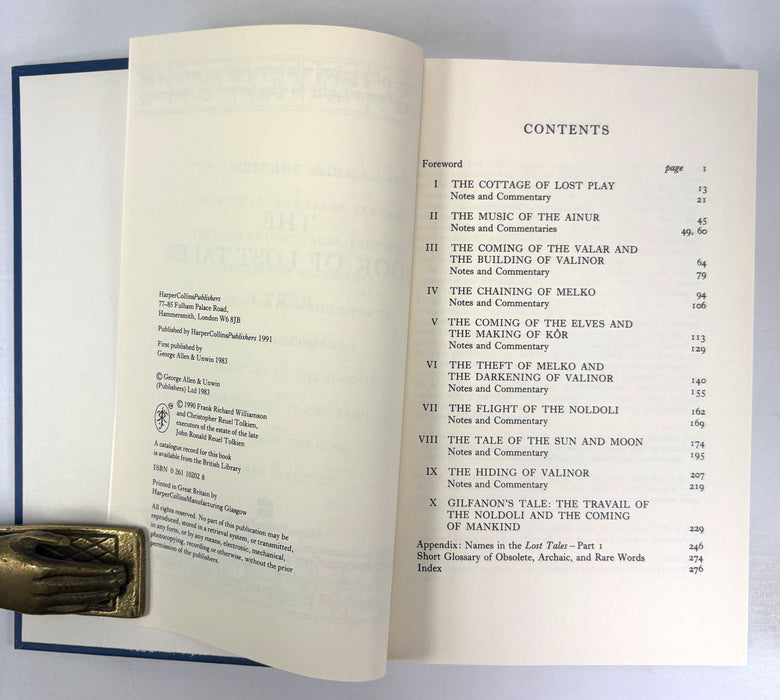 HarperCollinsPublishers
77–85 Fulham Palace Road,
Hammersmith, London W6 8JB
Published by HarperCollinsPublishers 1991
First published by
George Allen & Unwin 1983
© George Allen & Unwin
(Publishers) Ltd 1983
© 1990 Frank Richard Williamson
and Christopher Reuel Tolkien,
executors of the estate of the late
John Ronald Reuel Tolkien
A catalogue record for this book
is available from the British Library
ISBN 0 261 10202 8
Printed in Great Britain by
HarperCollinsManufacturing Glasgow
All rights reserved. No part of this publication may be
reproduced, stored in a retrieval system, or transmitted,
in any form, or by any means, electronic, mechanical,
photocopying, recording or otherwise, without the prior
permission of the publishers.
CONTENTS
Foreword page 1
I THE COTTAGE OF LOST PLAY 13
Notes and Commentary 21
II THE MUSIC OF THE AINUR 45
Notes and Commentaries 49, 60
III THE COMING OF THE VALAR AND
THE BUILDING OF VALINOR 64
Notes and Commentary 79
IV THE CHAINING OF MELKO 94
Notes and Commentary 106
V THE COMING OF THE ELVES AND
THE MAKING OF KÔR 113
Notes and Commentary 129
VI THE THEFT OF MELKO AND
THE DARKENING OF VALINOR 140
Notes and Commentary 155
VII THE FLIGHT OF THE NOLDOLI 162
Notes and Commentary 169
VIII THE TALE OF THE SUN AND MOON 174
Notes and Commentary 195
IX THE HIDING OF VALINOR 207
Notes and Commentary 219
X GILFANON'S TALE: THE TRAVAIL OF
THE NOLDOLI AND THE COMING
OF MANKIND 229
Appendix: Names in the Lost Tales – Part 1 246
Short Glossary of Obsolete, Archaic, and Rare Words 274
Index 276